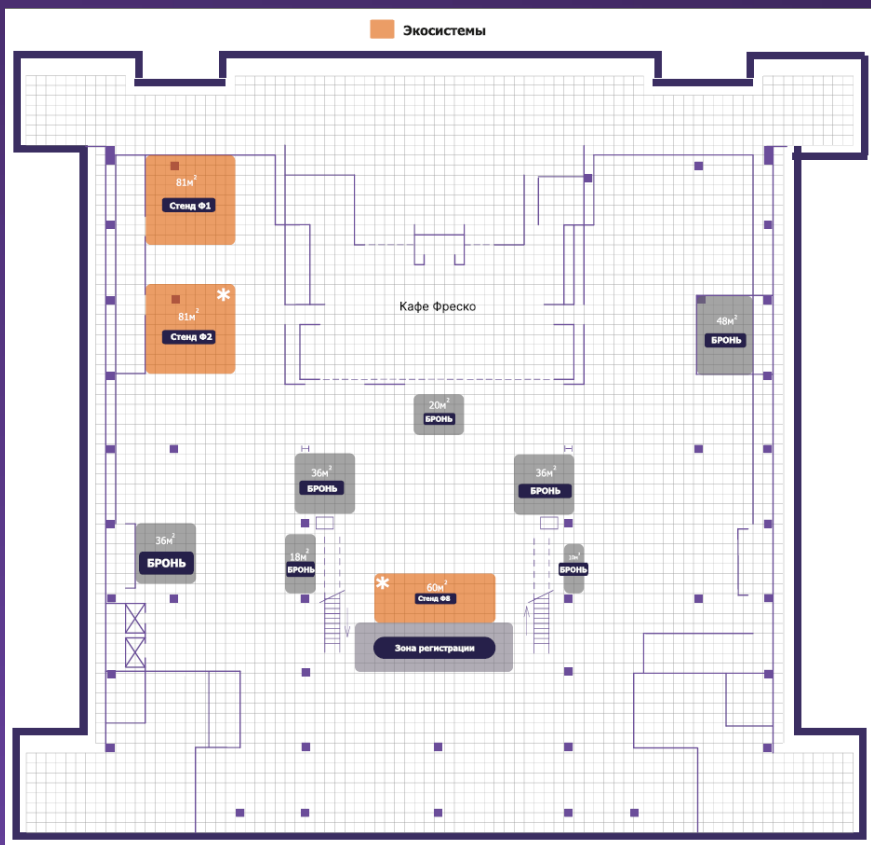 Экосистемы
81м²
Стенд Ф1
81м²
Стенд Ф2
Кафе Фреско
48м²
БРОНЬ
20м²
БРОНЬ
36м²
БРОНЬ
36м²
БРОНЬ
36м²
БРОНЬ
18м²
БРОНЬ
БРОНЬ
60м²
Стенд Ф8
Зона регистрации